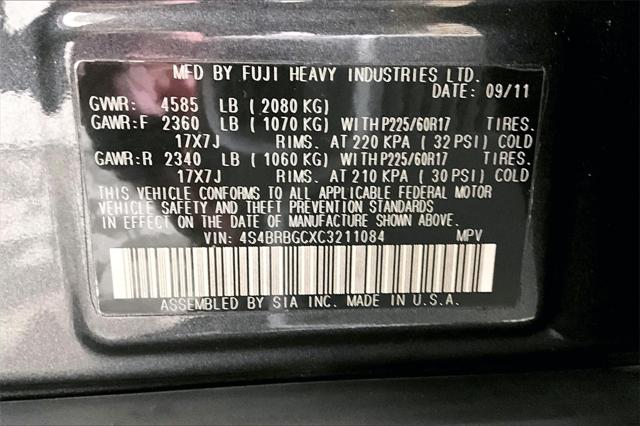 MFD BY FUJI HEAVY INDUSTRIES LTD.
DATE: 09/11
GVWR: 4585 LB ( 2080 KG)
GAWR:F 2360 LB ( 1070 KG) WITH P225/60R17 TIRES.
17X7J RIMS. AT 220 KPA ( 32 PSI) COLD
GAWR:R 2340 LB ( 1060 KG) WITH P225/60R17 TIRES.
17X7J RIMS. AT 210 KPA ( 30 PSI) COLD
THIS VEHICLE CONFORMS TO ALL APPLICABLE FEDERAL MOTOR
VEHICLE SAFETY AND THEFT PREVENTION STANDARDS
IN EFFECT ON THE DATE OF MANUFACTURE SHOWN ABOVE.
VIN: 4S4BRBGCXC3211084 MPV
ASSEMBLED BY SIA INC. MADE IN U.S.A.